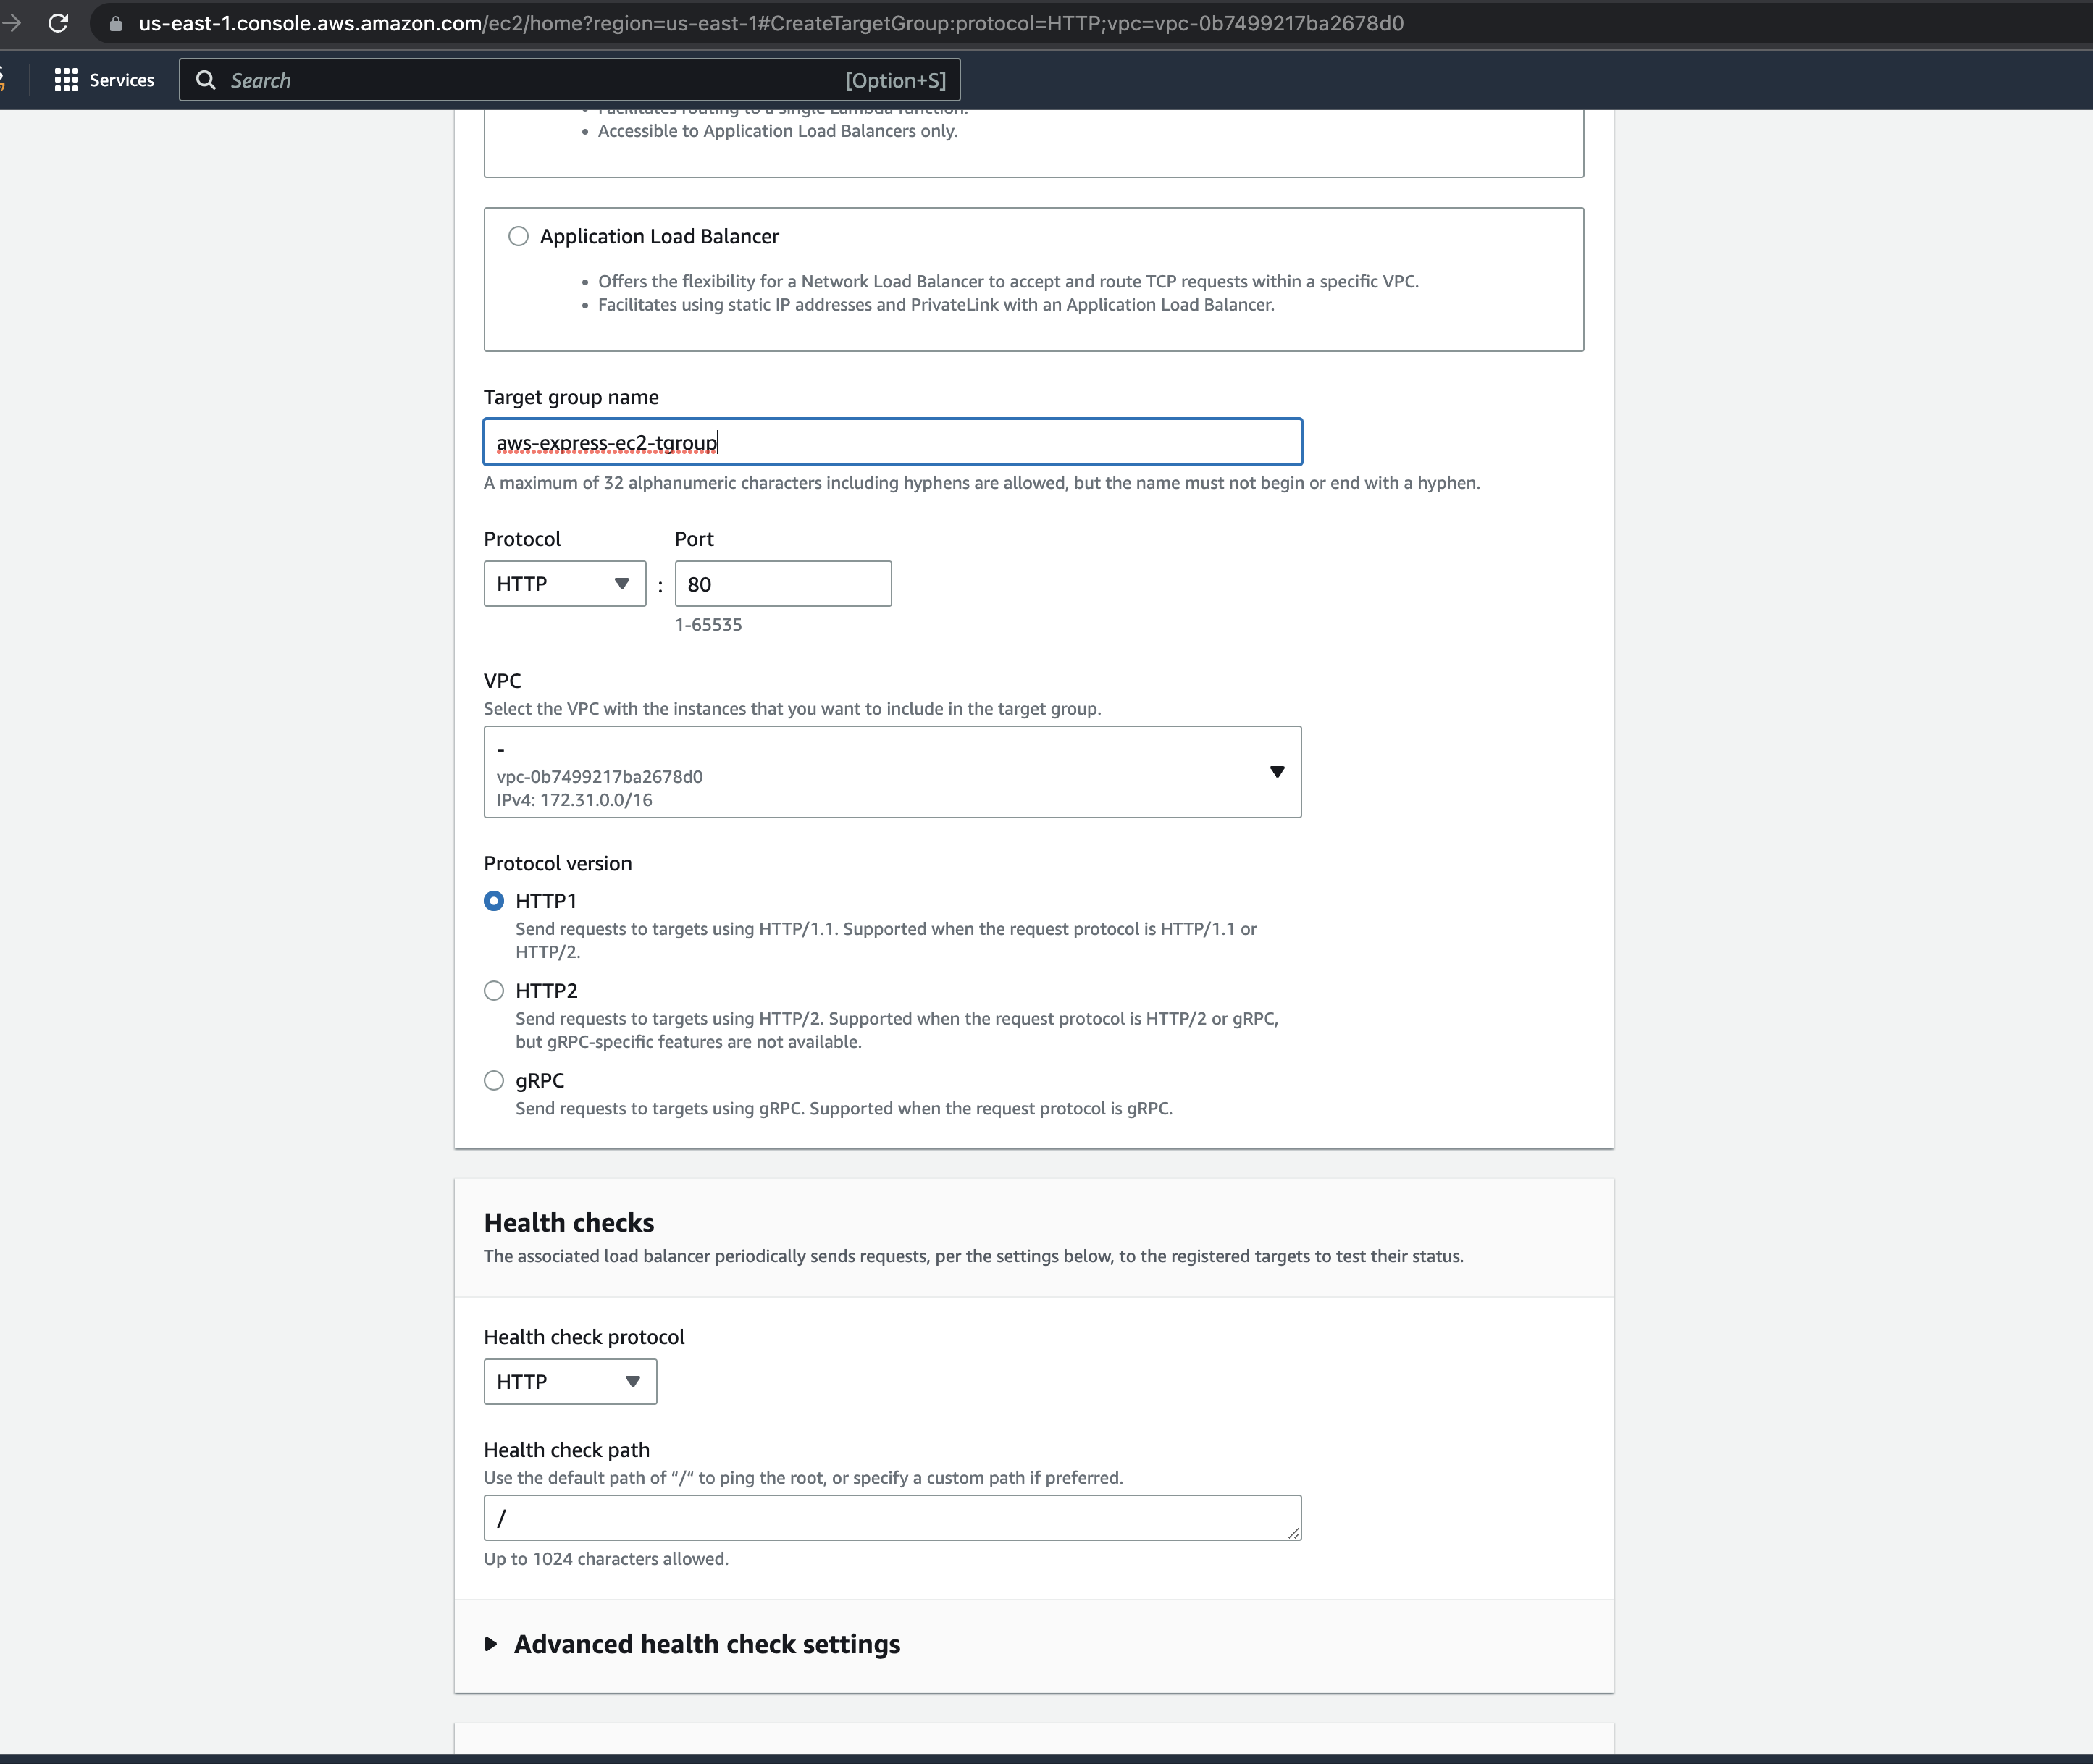 us-east-1.console.aws.amazon.com/ec2/home?region=us-east-1#CreateTargetGroup:protocol=HTTP;vpc=vpc-0b7499217ba2678d0
Services
Search
[Option+S]
Facilitates routing to a single Lambda function.
• Accessible to Application Load Balancers only.
Application Load Balancer
• Offers the flexibility for a Network Load Balancer to accept and route TCP requests within a specific VPC.
• Facilitates using static IP addresses and PrivateLink with an Application Load Balancer.
Target group name
aws-express-ec2-tgroup
A maximum of 32 alphanumeric characters including hyphens are allowed, but the name must not begin or end with a hyphen.
Protocol Port
HTTP : 80
1-65535
VPC
Select the VPC with the instances that you want to include in the target group.
-
vpc-0b7499217ba2678d0
IPv4: 172.31.0.0/16
Protocol version
HTTP1
Send requests to targets using HTTP/1.1. Supported when the request protocol is HTTP/1.1 or
HTTP/2.
HTTP2
Send requests to targets using HTTP/2. Supported when the request protocol is HTTP/2 or gRPC,
but gRPC-specific features are not available.
gRPC
Send requests to targets using gRPC. Supported when the request protocol is gRPC.
Health checks
The associated load balancer periodically sends requests, per the settings below, to the registered targets to test their status.
Health check protocol
HTTP
Health check path
Use the default path of “/“ to ping the root, or specify a custom path if preferred.
/
Up to 1024 characters allowed.
Advanced health check settings